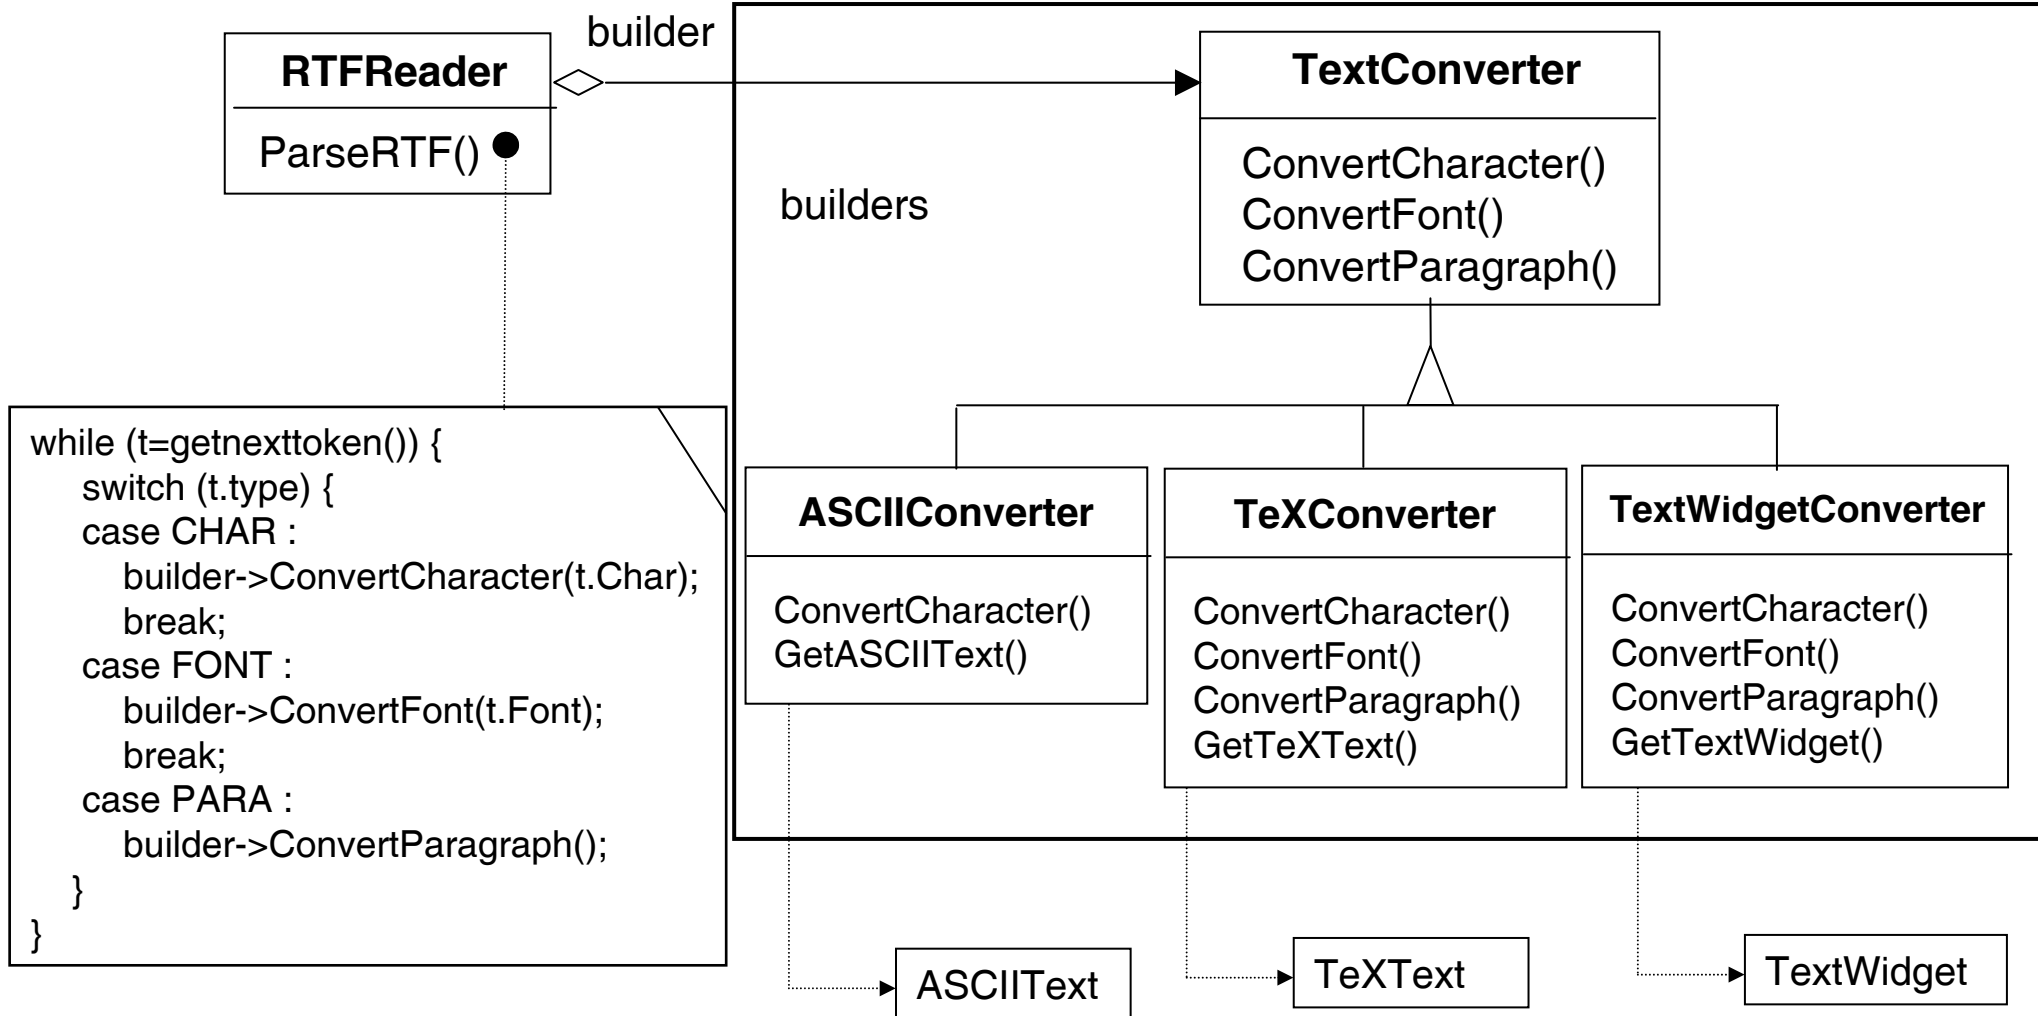 builder
RTFReader
ParseRTF()
TextConverter
ConvertCharacter()
ConvertFont()
ConvertParagraph()
builders
while (t=getnexttoken()) {
switch (t.type) {
case CHAR :
builder->ConvertCharacter(t.Char);
break;
case FONT :
builder->ConvertFont(t.Font);
break;
case PARA :
builder->ConvertParagraph();
}
}
ASCIIConverter
ConvertCharacter()
GetASCIIText()
TeXConverter
ConvertCharacter()
ConvertFont()
ConvertParagraph()
GetTeXText()
TextWidgetConverter
ConvertCharacter()
ConvertFont()
ConvertParagraph()
GetTextWidget()
ASCIIText
TeXText
TextWidget